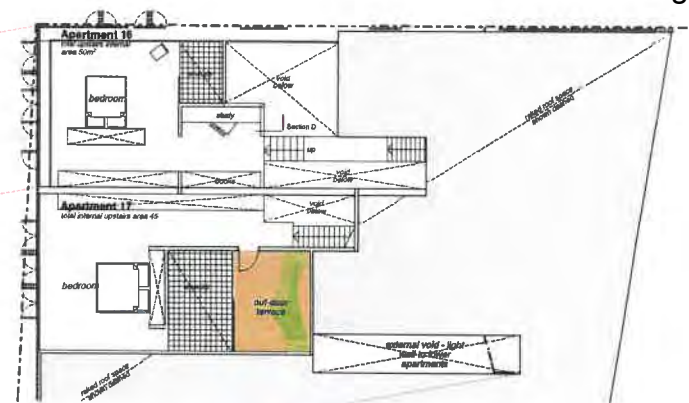 Apartment 16
total upstairs internal
area 50m²
bedroom
void
below
study
Section D
up
void
below
books
raked roof space
shown dashed
Apartment 17
total internal upstairs area 45
void
below
bedroom
out-door
terrace
external void - light
well to lower
apartments
raked roof space
shown dashed